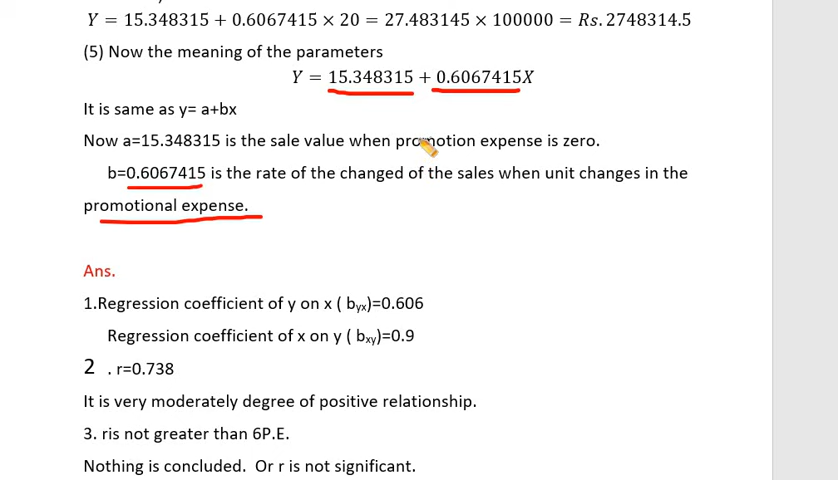 Y = 15.348315 + 0.6067415 × 20 = 27.483145 × 100000 = Rs. 2748314.5
(5) Now the meaning of the parameters
Y = 15.348315 + 0.6067415X
It is same as y= a+bx
Now a=15.348315 is the sale value when promotion expense is zero.
b=0.6067415 is the rate of the changed of the sales when unit changes in the
promotional expense.
Ans.
1.Regression coefficient of y on x ( byx)=0.606
Regression coefficient of x on y ( bxy)=0.9
2 . r=0.738
It is very moderately degree of positive relationship.
3. ris not greater than 6P.E.
Nothing is concluded. Or r is not significant.